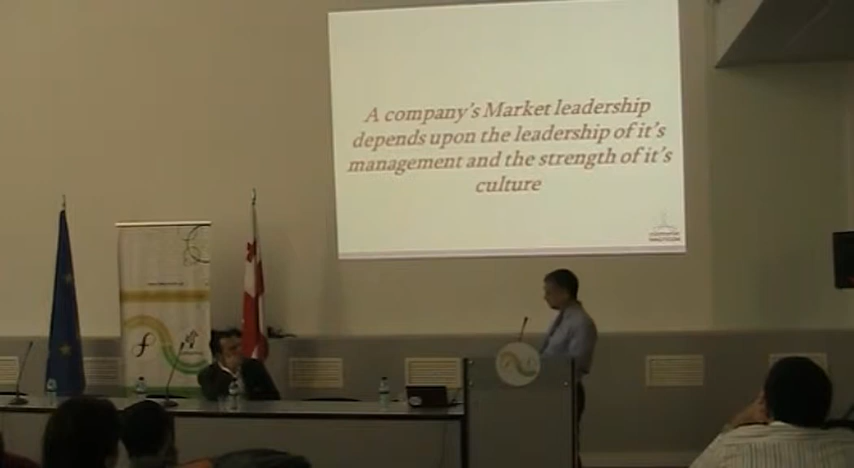 A company's Market leadership
depends upon the leadership of it's
management and the strength of it's
culture